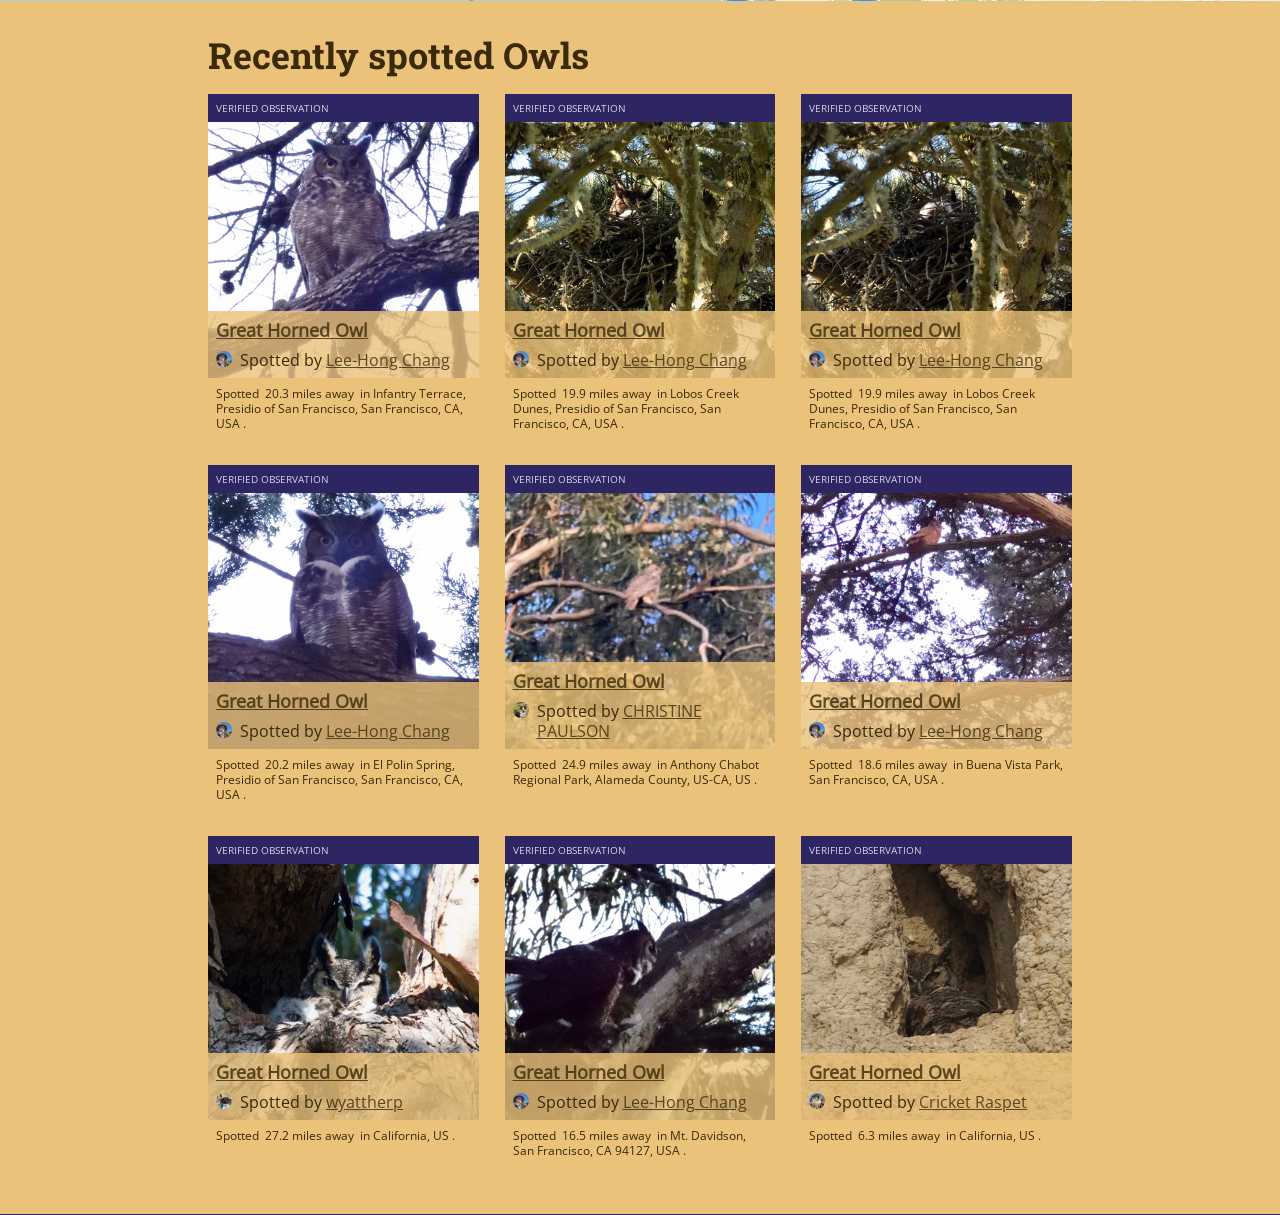 Recently spotted Owls
VERIFIED OBSERVATION
Great Horned Owl
Spotted by Lee-Hong Chang
Spotted 20.3 miles away in Infantry Terrace,
Presidio of San Francisco, San Francisco, CA,
USA .
VERIFIED OBSERVATION
Great Horned Owl
Spotted by Lee-Hong Chang
Spotted 19.9 miles away in Lobos Creek
Dunes, Presidio of San Francisco, San
Francisco, CA, USA .
VERIFIED OBSERVATION
Great Horned Owl
Spotted by Lee-Hong Chang
Spotted 19.9 miles away in Lobos Creek
Dunes, Presidio of San Francisco, San
Francisco, CA, USA .
VERIFIED OBSERVATION
Great Horned Owl
Spotted by Lee-Hong Chang
Spotted 20.2 miles away in El Polin Spring,
Presidio of San Francisco, San Francisco, CA,
USA .
VERIFIED OBSERVATION
Great Horned Owl
Spotted by CHRISTINE
PAULSON
Spotted 24.9 miles away in Anthony Chabot
Regional Park, Alameda County, US-CA, US .
VERIFIED OBSERVATION
Great Horned Owl
Spotted by Lee-Hong Chang
Spotted 18.6 miles away in Buena Vista Park,
San Francisco, CA, USA .
VERIFIED OBSERVATION
Great Horned Owl
Spotted by wyattherp
Spotted 27.2 miles away in California, US .
VERIFIED OBSERVATION
Great Horned Owl
Spotted by Lee-Hong Chang
Spotted 16.5 miles away in Mt. Davidson,
San Francisco, CA 94127, USA .
VERIFIED OBSERVATION
Great Horned Owl
Spotted by Cricket Raspet
Spotted 6.3 miles away in California, US .